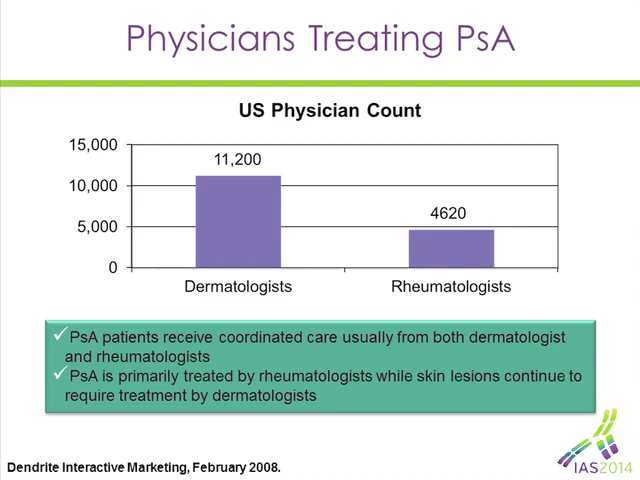 Physicians Treating PsA
US Physician Count
15,000
10,000
5,000
0
11,200
4620
Dermatologists
Rheumatologists
PsA patients receive coordinated care usually from both dermatologist
and rheumatologists
PsA is primarily treated by rheumatologists while skin lesions continue to
require treatment by dermatologists
Dendrite Interactive Marketing, February 2008.
IAS2014